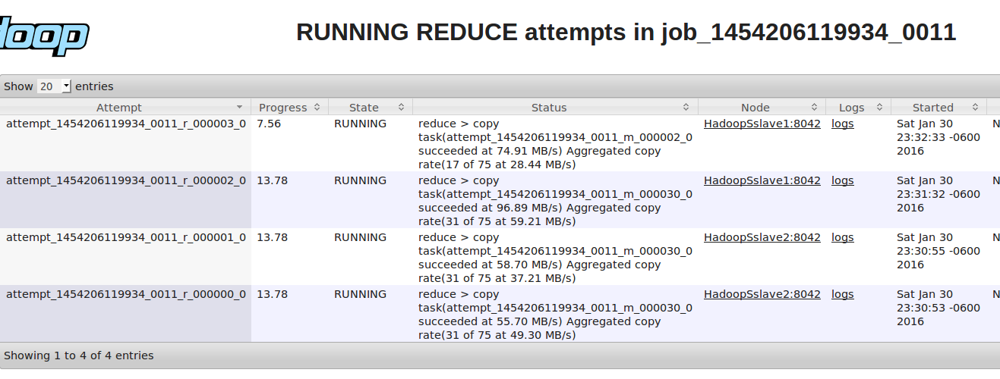 doop
RUNNING REDUCE attempts in job_1454206119934_0011
Show 20 entries
Attempt Progress State Status Node Logs Started
attempt_1454206119934_0011_r_000003_0 7.56 RUNNING reduce > copy HadoopSslave1:8042 logs Sat Jan 30 N
task(attempt_1454206119934_0011_m_000002_0 23:32:33 -0600
succeeded at 74.91 MB/s) Aggregated copy 2016
rate(17 of 75 at 28.44 MB/s)
attempt_1454206119934_0011_r_000002_0 13.78 RUNNING reduce > copy HadoopSslave1:8042 logs Sat Jan 30 N
task(attempt_1454206119934_0011_m_000030_0 23:31:32 -0600
succeeded at 96.89 MB/s) Aggregated copy 2016
rate(31 of 75 at 59.21 MB/s)
attempt_1454206119934_0011_r_000001_0 13.78 RUNNING reduce > copy HadoopSslave2:8042 logs Sat Jan 30 N
task(attempt_1454206119934_0011_m_000030_0 23:30:55 -0600
succeeded at 58.70 MB/s) Aggregated copy 2016
rate(31 of 75 at 37.21 MB/s)
attempt_1454206119934_0011_r_000000_0 13.78 RUNNING reduce > copy HadoopSslave2:8042 logs Sat Jan 30 N
task(attempt_1454206119934_0011_m_000030_0 23:30:53 -0600
succeeded at 55.70 MB/s) Aggregated copy 2016
rate(31 of 75 at 49.30 MB/s)
Showing 1 to 4 of 4 entries